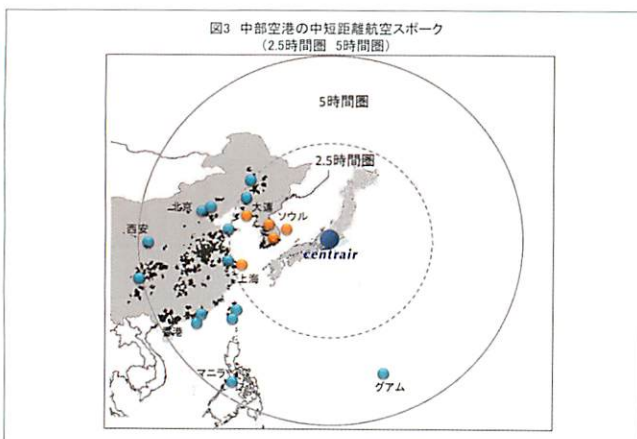 図3 中部空港の中短距離航空スポーク
(2.5時間圏 5時間圏)
5時間圏
2.5時間圏
北京
大連
ソウル
西安
centrair
上海
香港
マニラ
グアム